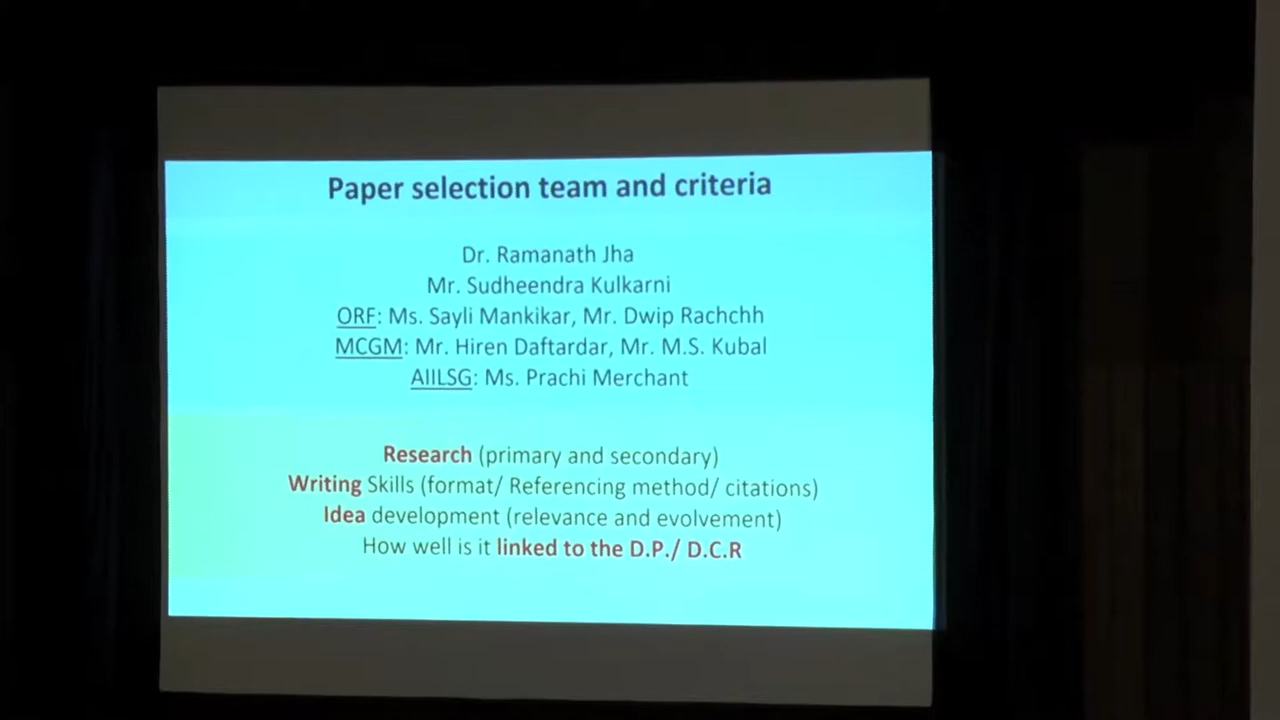 Paper selection team and criteria
Dr. Ramanath Jha
Mr. Sudheendra Kulkarni
ORF: Ms. Sayli Mankikar, Mr. Dwip Rachchh
MCGM: Mr. Hiren Daftardar, Mr. M.S. Kubal
AIILSG: Ms. Prachi Merchant
Research (primary and secondary)
Writing Skills (format/ Referencing method/ citations)
Idea development (relevance and evolvement)
How well is it linked to the D.P./ D.C.R